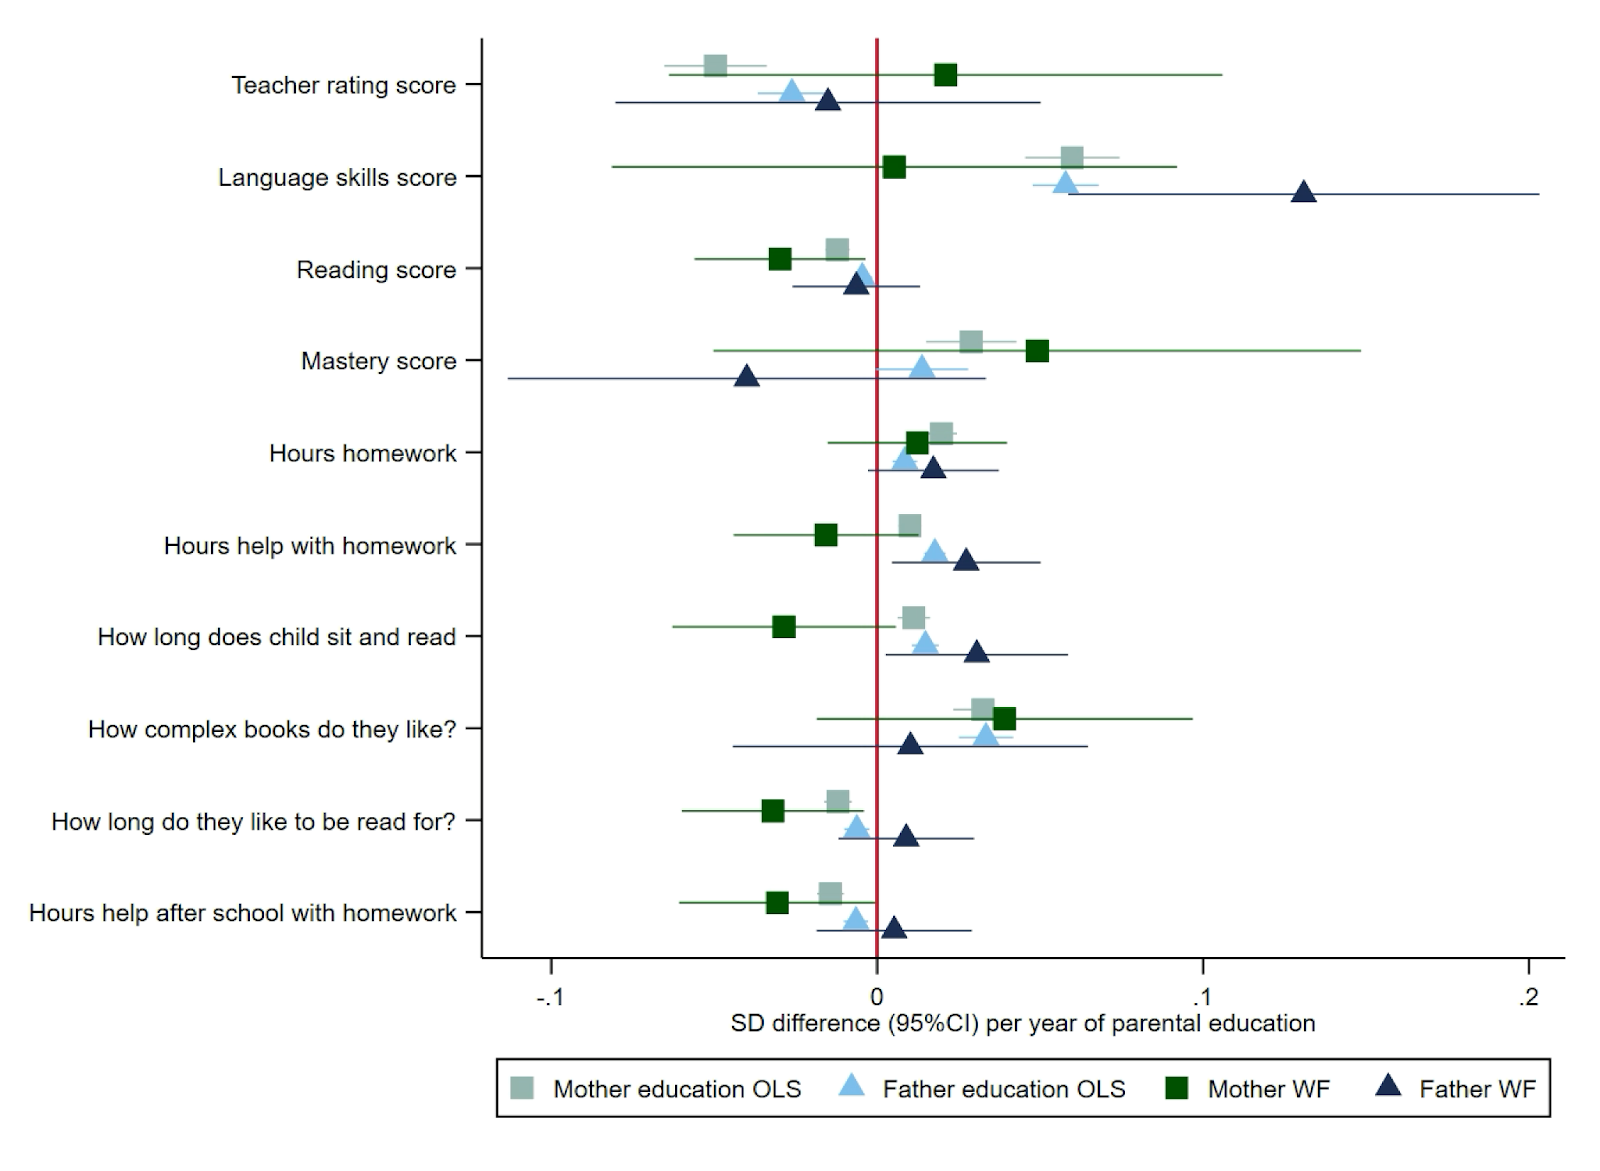 Teacher rating score
Language skills score
Reading score
Mastery score
Hours homework
Hours help with homework
How long does child sit and read
How complex books do they like?
How long do they like to be read for?
Hours help after school with homework
-.1 0 .1 .2
SD difference (95%CI) per year of parental education
Mother education OLS Father education OLS Mother WF Father WF